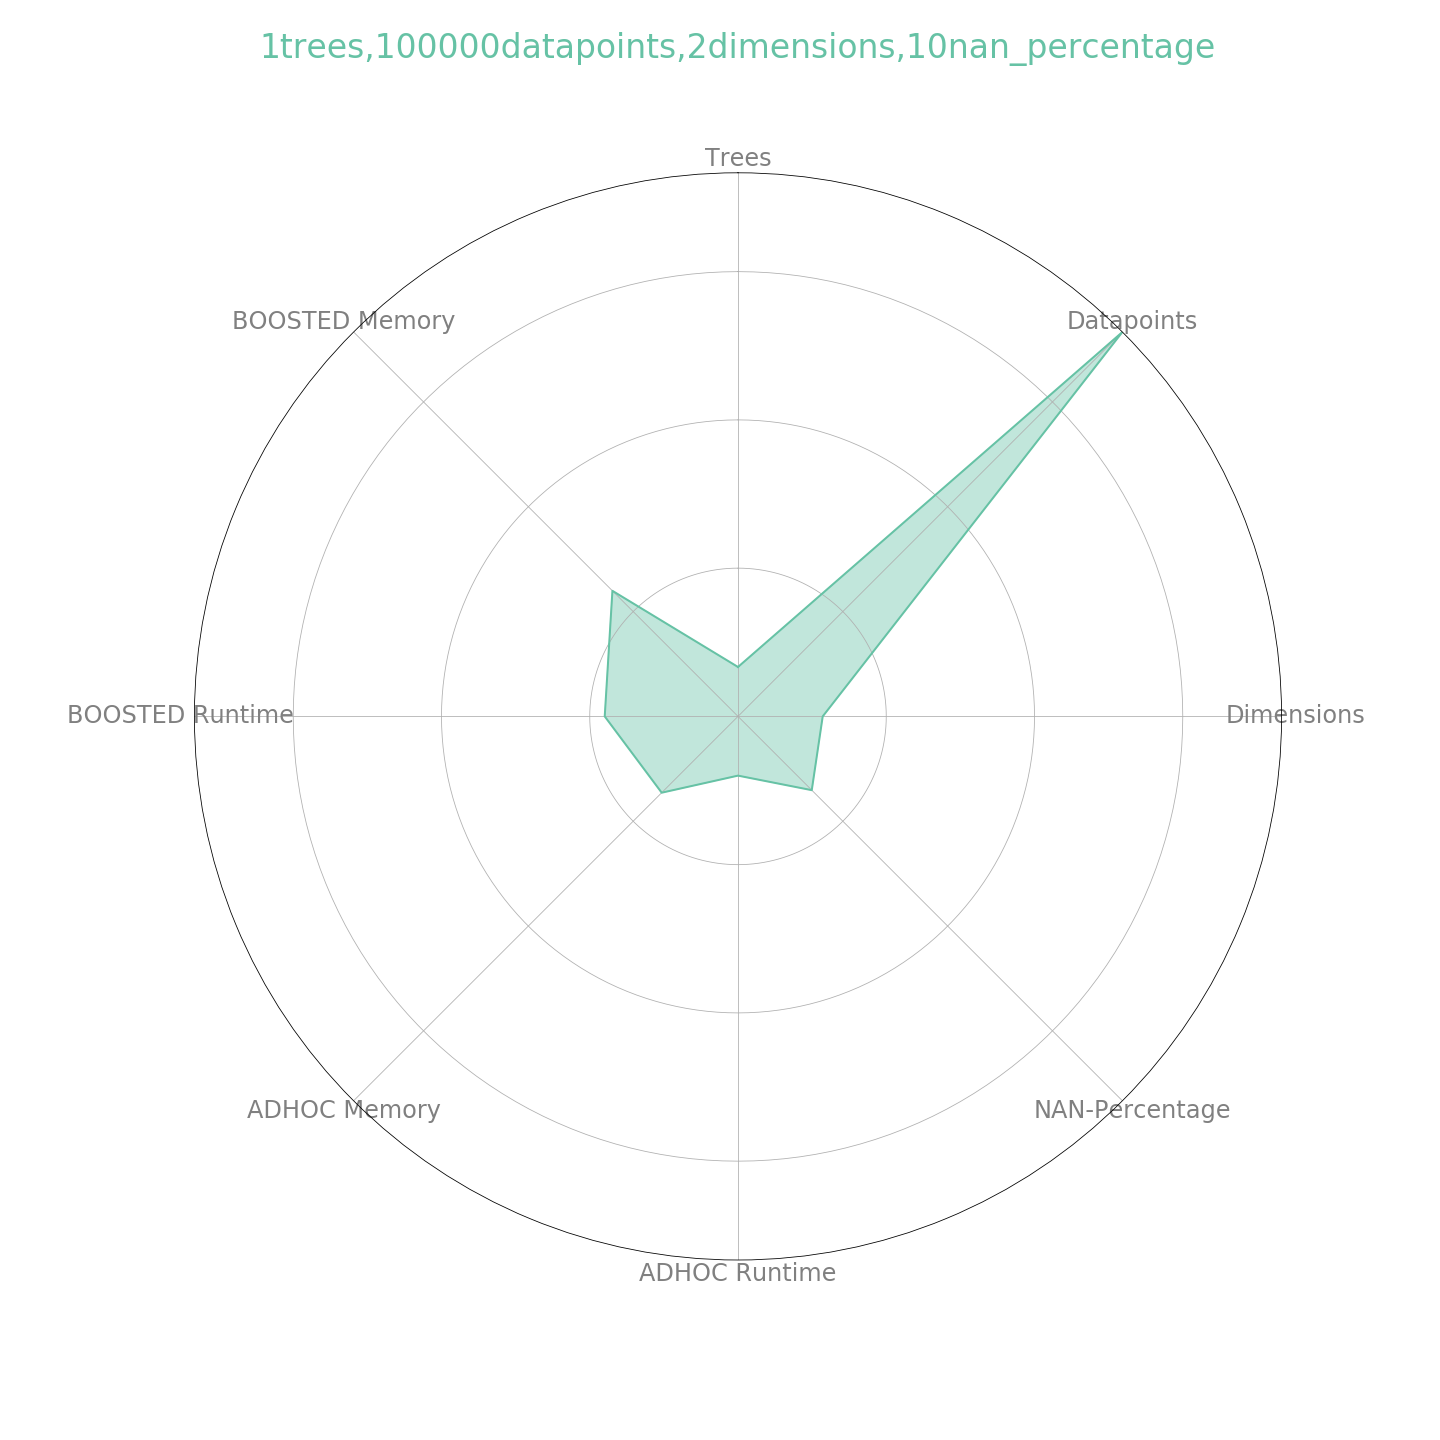 1trees,100000datapoints,2dimensions,10nan_percentage
Trees
BOOSTED Memory
Datapoints
BOOSTED Runtime
Dimensions
ADHOC Memory
NAN-Percentage
ADHOC Runtime